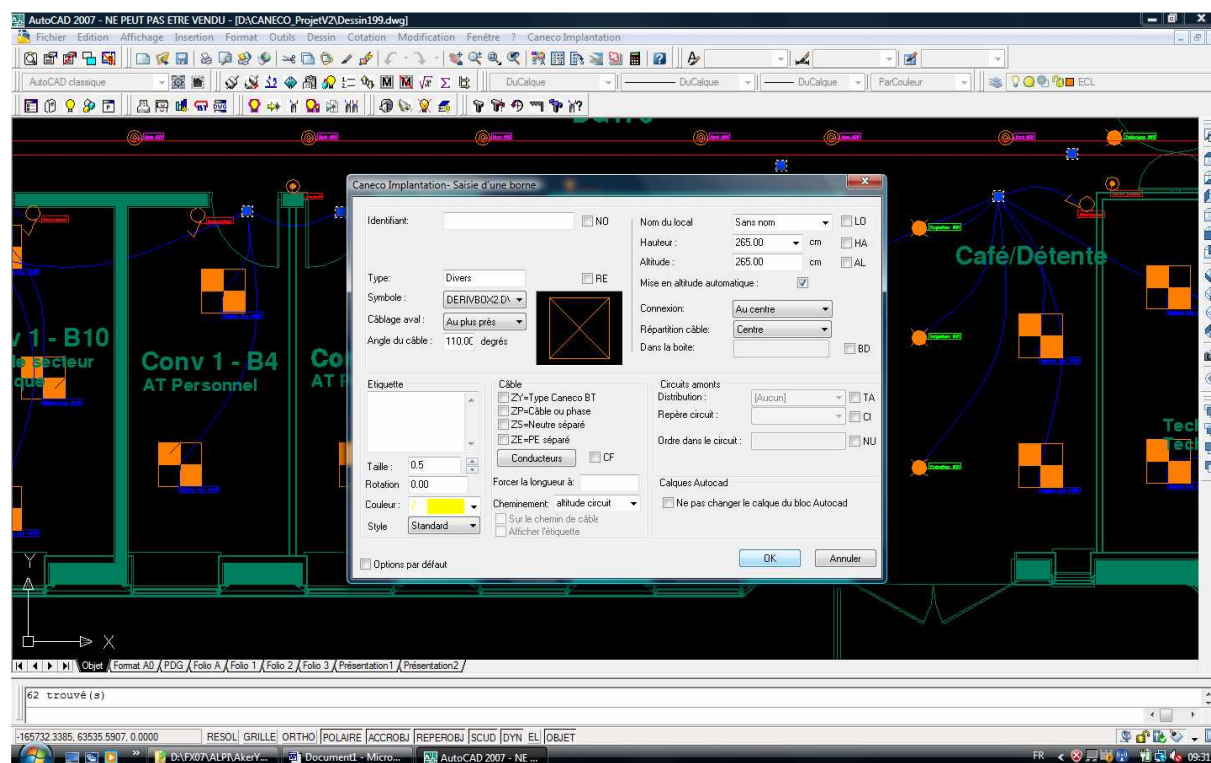 AutoCAD 2007 - NE PEUT PAS ETRE VENDU - [D:\CANECO_ProjetV2\Dessin199.dwg]
Fichier Edition Affichage Insertion Format Outils Dessin Cotation Modification Fenêtre ? Caneco Implantation
AutoCAD classique DuCalque DuCalque DuCalque ParCouleur ECL
Caneco Implantation- Saisie d'une borne
Identifiant: NO
Type: Divers RE
Symbole :
Câblage aval : Au plus près
Angle du câble : degrés
Nom du local Sans nom LO
Hauteur : 265.00 cm HA
Altitude : 265.00 cm AL
Mise en altitude automatique :
Connexion: Au centre
Répartition câble: Centre
Dans la boite: BD
Etiquette
Taille : 0.5
Rotation 0.00
Couleur :
Style Standard
Options par défaut
Câble
ZY=Type Caneco BT
ZP=Câble ou phase
ZS=Neutre séparé
ZE=PE séparé
Conducteurs CF
Forcer la longueur à:
Cheminement: altitude circuit
Sur le chemin de câble
Afficher l'étiquette
Circuits amonts
Distribution : [Aucun] TA
Repère circuit : CI
Ordre dans le circuit : NU
Calques Autocad
Ne pas changer le calque du bloc Autocad
OK Annuler
Café/Détente
1 - B10
secteur
Conv 1 - B4
AT Personnel
Co
AT
Tec
Y
X
Objet Format A0 PDG Folio A Folio 1 Folio 2 Folio 3 Présentation1 Présentation2
62 trouvé(s)
-165732.3385, 63535.5907, 0.0000 RESOL GRILLE ORTHO POLAIRE ACCROBJ REPEROBJ SCUD DYN EL OBJET
D:\FX07\ALPI\AkerY... Document1 - Micro... AutoCAD 2007 - NE ... FR 09:31